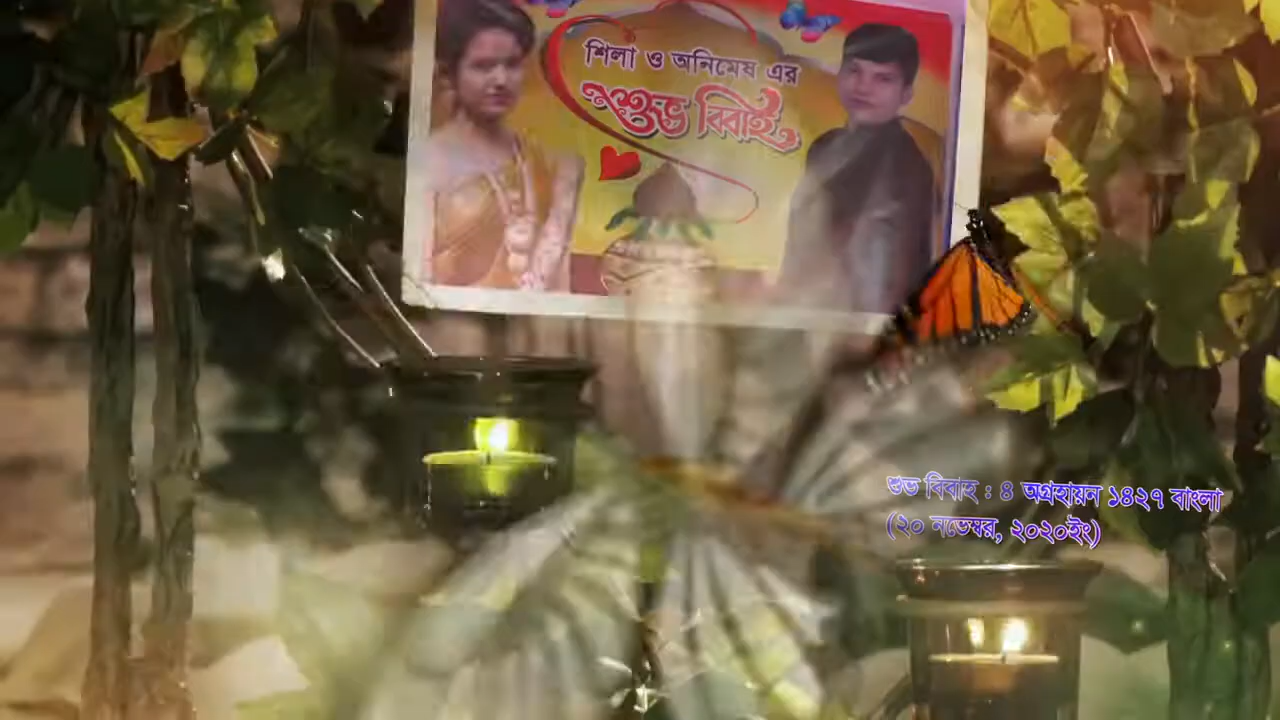 শিলা ও অনিমেষ এর
শুভ বিবাহ
শুভ বিবাহ : ৪ অগ্রহায়ন ১৪২৭ বাংলা
(২০ নভেম্বর, ২০২০ইং)